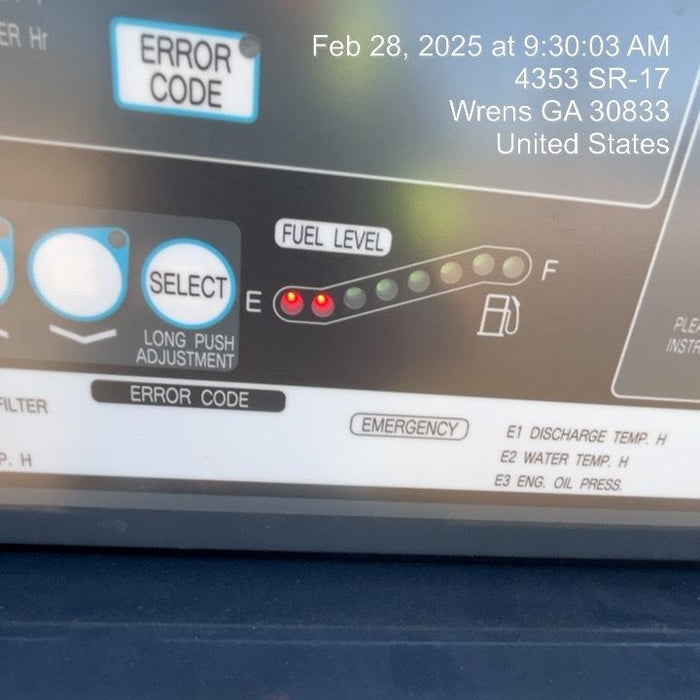 ER Hr
ERROR
CODE
Feb 28, 2025 at 9:30:03 AM
4353 SR-17
Wrens GA 30833
United States
FUEL LEVEL
SELECT
E
F
LONG PUSH
ADJUSTMENT
ERROR CODE
FILTER
P. H
EMERGENCY
E1 DISCHARGE TEMP. H
E2 WATER TEMP. H
E3 ENG. OIL PRESS.
PLE
INSTR